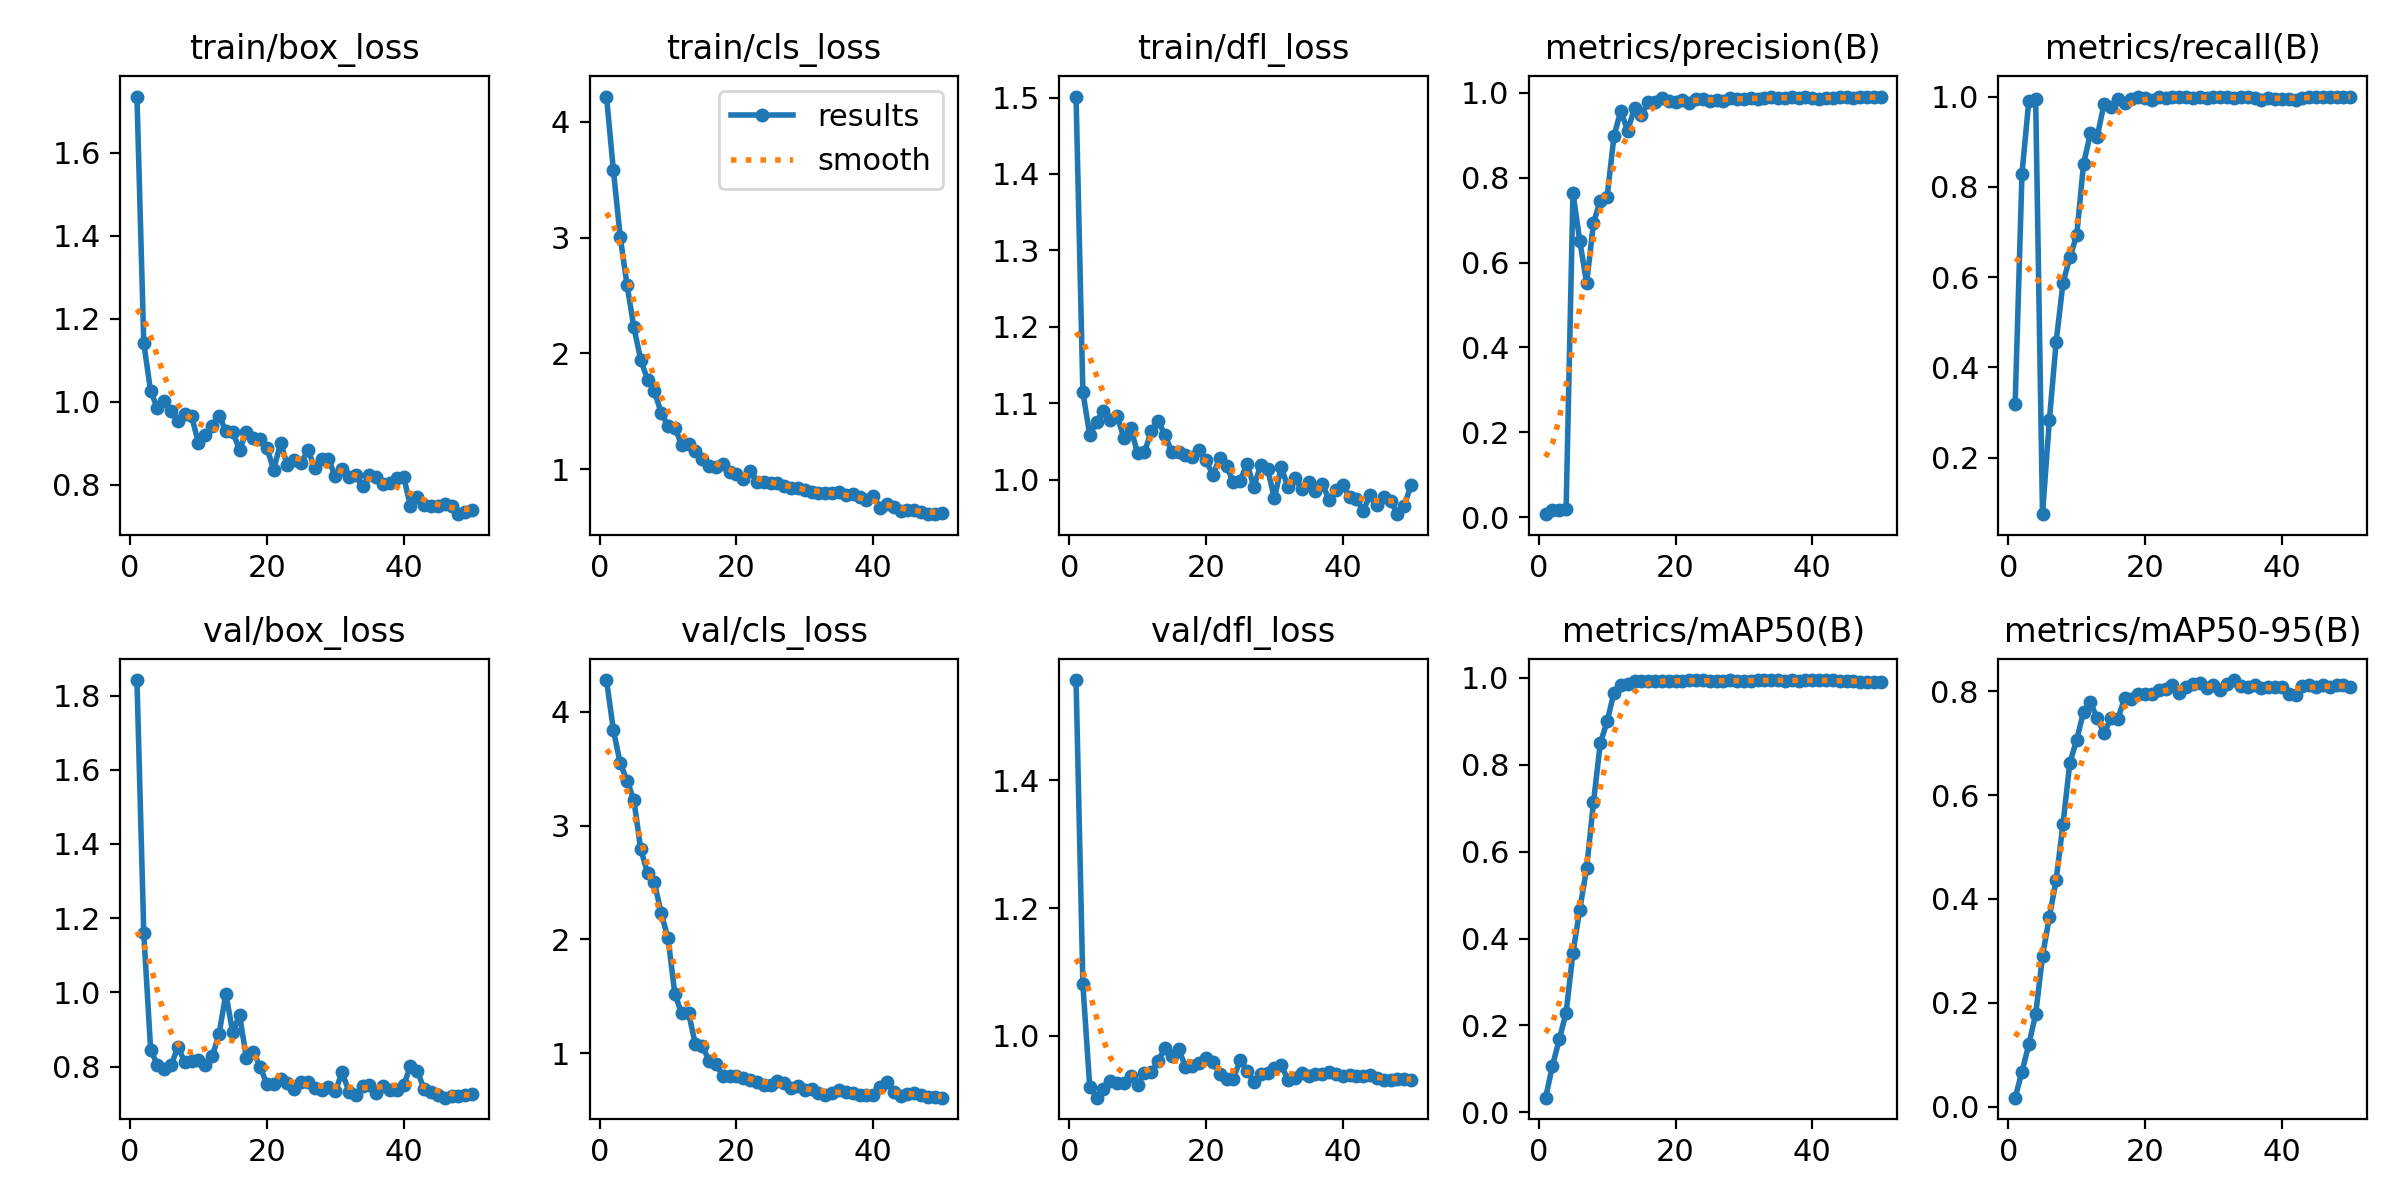 train/box_loss
train/cls_loss
train/dfl_loss
metrics/precision(B)
metrics/recall(B)
1.6
1.4
1.2
1.0
0.8
0 20 40
results
smooth
4
3
2
1
0 20 40
1.5
1.4
1.3
1.2
1.1
1.0
0 20 40
1.0
0.8
0.6
0.4
0.2
0.0
0 20 40
1.0
0.8
0.6
0.4
0.2
0 20 40
val/box_loss
val/cls_loss
val/dfl_loss
metrics/mAP50(B)
metrics/mAP50-95(B)
1.8
1.6
1.4
1.2
1.0
0.8
0 20 40
4
3
2
1
0 20 40
1.4
1.2
1.0
0 20 40
1.0
0.8
0.6
0.4
0.2
0.0
0 20 40
0.8
0.6
0.4
0.2
0.0
0 20 40